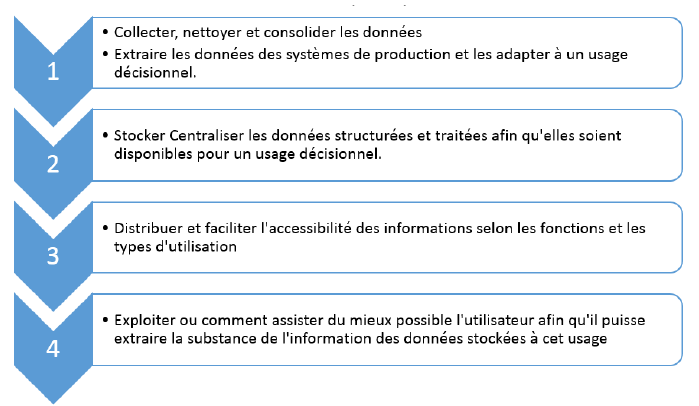 1
• Collecter, nettoyer et consolider les données
• Extraire les données des systèmes de production et les adapter à un usage
décisionnel.
2
• Stocker Centraliser les données structurées et traitées afin qu'elles soient
disponibles pour un usage décisionnel.
3
• Distribuer et faciliter l'accessibilité des informations selon les fonctions et les
types d'utilisation
4
• Exploiter ou comment assister du mieux possible l'utilisateur afin qu'il puisse
extraire la substance de l'information des données stockées à cet usage